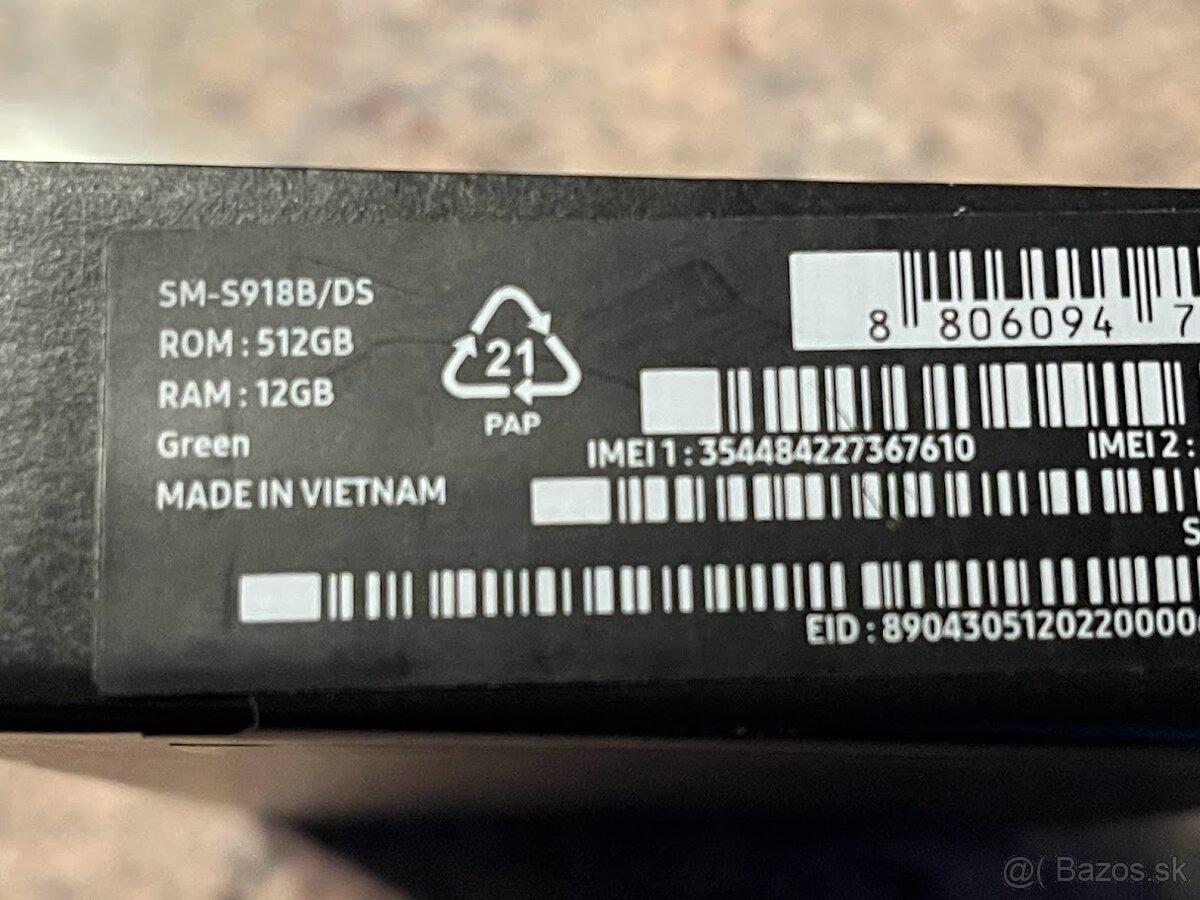 SM-S918B/DS
ROM : 512GB
RAM : 12GB
Green
MADE IN VIETNAM
21
PAP
8 806094 7
IMEI 1 : 354484227367610
IMEI 2 :
S
EID : 8904305120220000
@( Bazos.sk